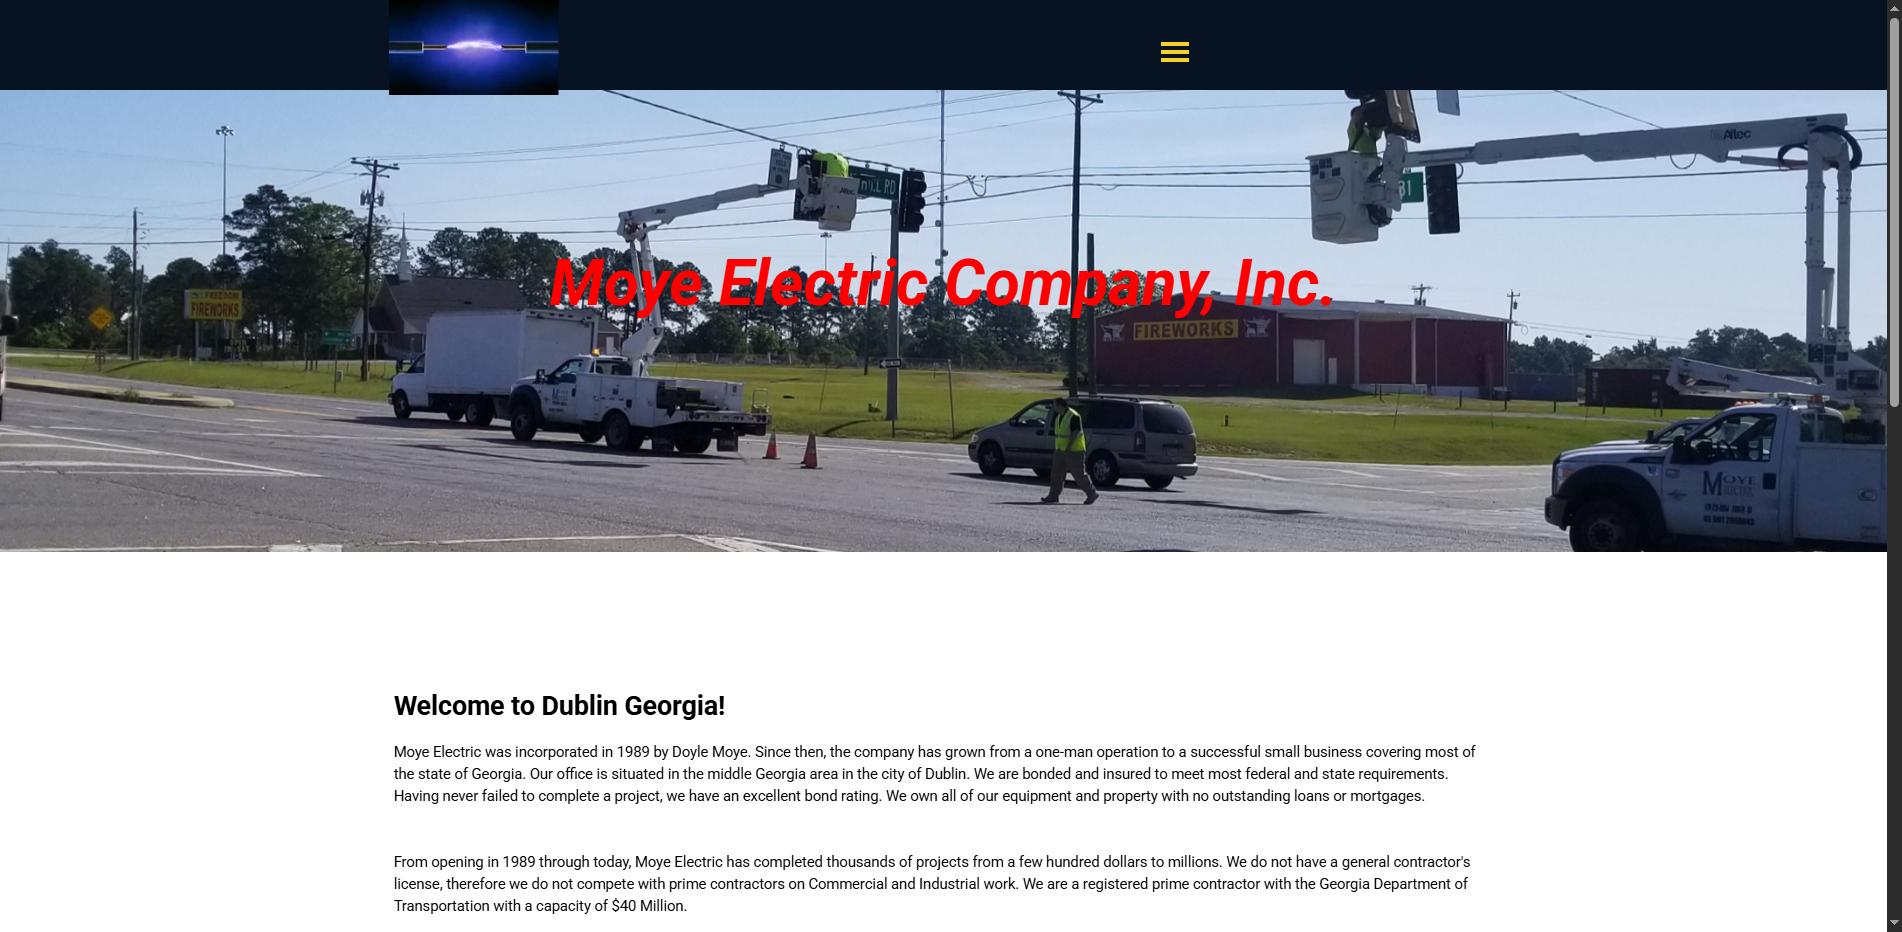 Altec
Altec
RD
31
Moye Electric Company, Inc.
FREEDOM
FIREWORKS
FIREWORKS
Altec
MOYE
ELECTRIC
Welcome to Dublin Georgia!
Moye Electric was incorporated in 1989 by Doyle Moye. Since then, the company has grown from a one-man operation to a successful small business covering most of
the state of Georgia. Our office is situated in the middle Georgia area in the city of Dublin. We are bonded and insured to meet most federal and state requirements.
Having never failed to complete a project, we have an excellent bond rating. We own all of our equipment and property with no outstanding loans or mortgages.
From opening in 1989 through today, Moye Electric has completed thousands of projects from a few hundred dollars to millions. We do not have a general contractor's
license, therefore we do not compete with prime contractors on Commercial and Industrial work. We are a registered prime contractor with the Georgia Department of
Transportation with a capacity of $40 Million.